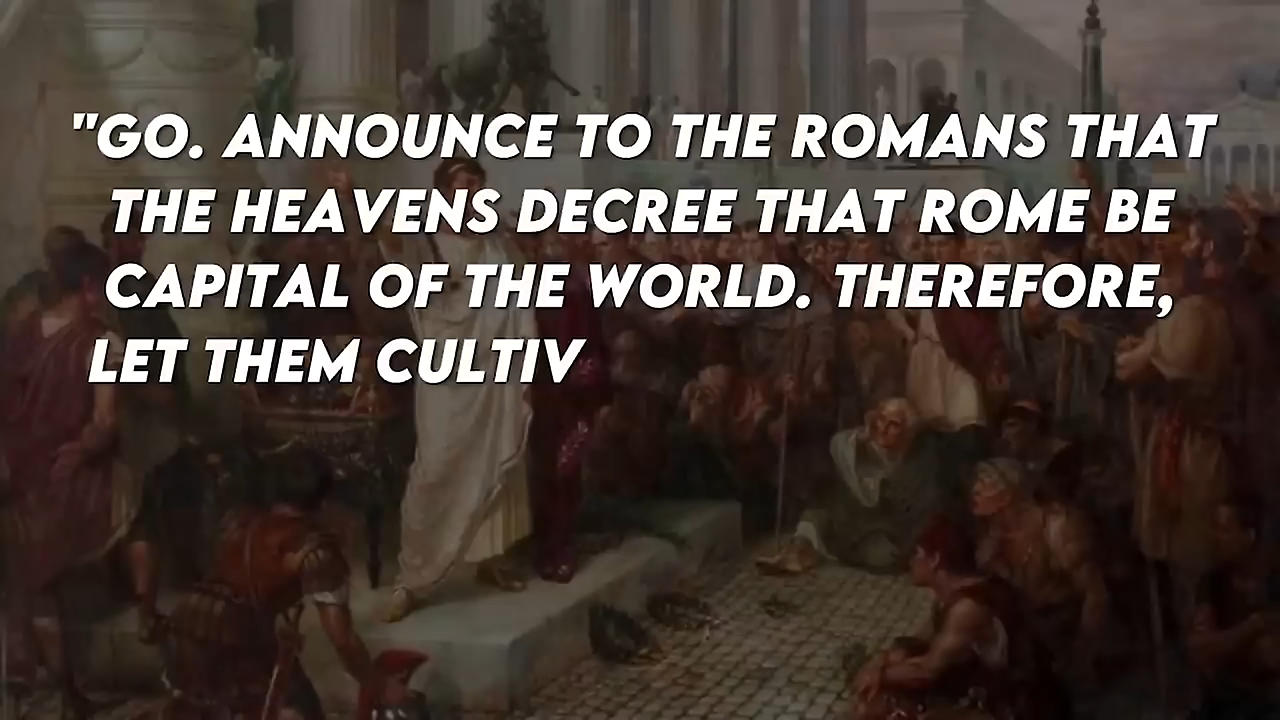 "GO. ANNOUNCE TO THE ROMANS THAT
THE HEAVENS DECREE THAT ROME BE
CAPITAL OF THE WORLD. THEREFORE,
LET THEM CULTIV